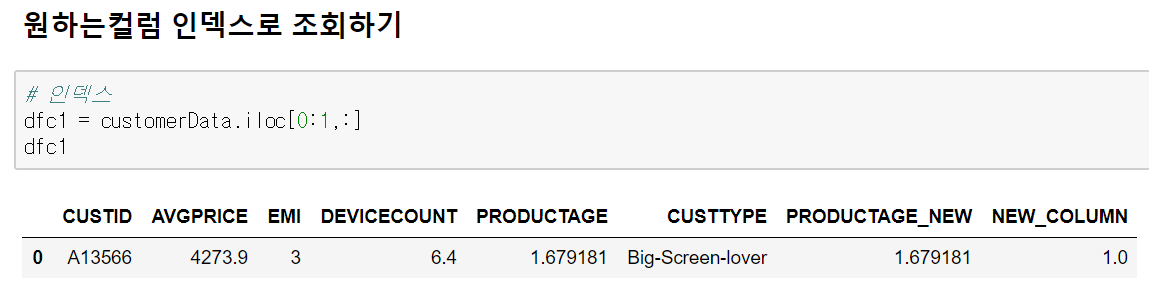 원하는컬럼 인덱스로 조회하기
# 인덱스
dfc1 = customerData.iloc[0:1,:]
dfc1
CUSTID AVGPRICE EMI DEVICECOUNT PRODUCTAGE CUSTTYPE PRODUCTAGE_NEW NEW_COLUMN
0 A13566 4273.9 3 6.4 1.679181 Big-Screen-lover 1.679181 1.0